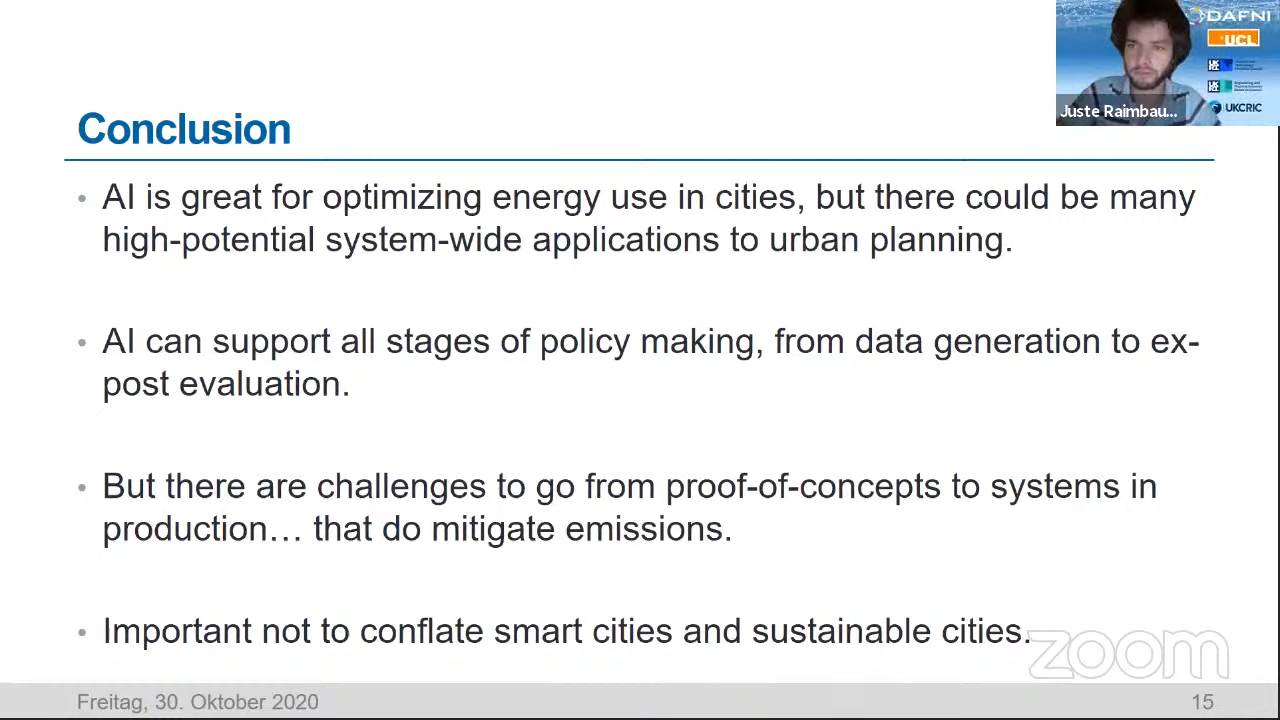 DAFNI
UCL
UKCRIC
Juste Raimbau...
Conclusion
• AI is great for optimizing energy use in cities, but there could be many
high-potential system-wide applications to urban planning.
• AI can support all stages of policy making, from data generation to ex-
post evaluation.
• But there are challenges to go from proof-of-concepts to systems in
production… that do mitigate emissions.
• Important not to conflate smart cities and sustainable cities.
zoom
Freitag, 30. Oktober 2020
15